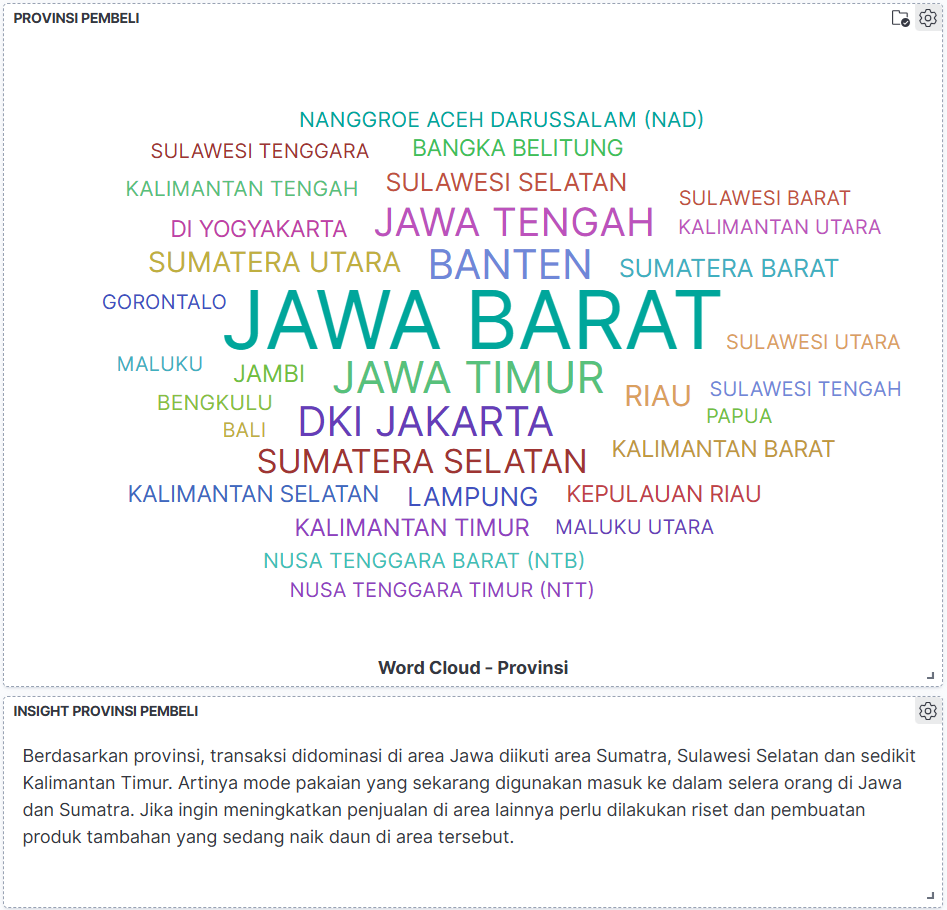 PROVINSI PEMBELI
NANGGROE ACEH DARUSSALAM (NAD)
SULAWESI TENGGARA
BANGKA BELITUNG
KALIMANTAN TENGAH
SULAWESI SELATAN
SULAWESI BARAT
DI YOGYAKARTA
JAWA TENGAH
KALIMANTAN UTARA
SUMATERA UTARA
BANTEN
SUMATERA BARAT
GORONTALO
JAWA BARAT
SULAWESI UTARA
MALUKU
JAMBI
JAWA TIMUR
RIAU
SULAWESI TENGAH
BENGKULU
PAPUA
BALI
DKI JAKARTA
KALIMANTAN BARAT
SUMATERA SELATAN
KALIMANTAN SELATAN
LAMPUNG
KEPULAUAN RIAU
KALIMANTAN TIMUR
MALUKU UTARA
NUSA TENGGARA BARAT (NTB)
NUSA TENGGARA TIMUR (NTT)
Word Cloud - Provinsi
INSIGHT PROVINSI PEMBELI
Berdasarkan provinsi, transaksi didominasi di area Jawa diikuti area Sumatra, Sulawesi Selatan dan sedikit
Kalimantan Timur. Artinya mode pakaian yang sekarang digunakan masuk ke dalam selera orang di Jawa
dan Sumatra. Jika ingin meningkatkan penjualan di area lainnya perlu dilakukan riset dan pembuatan
produk tambahan yang sedang naik daun di area tersebut.